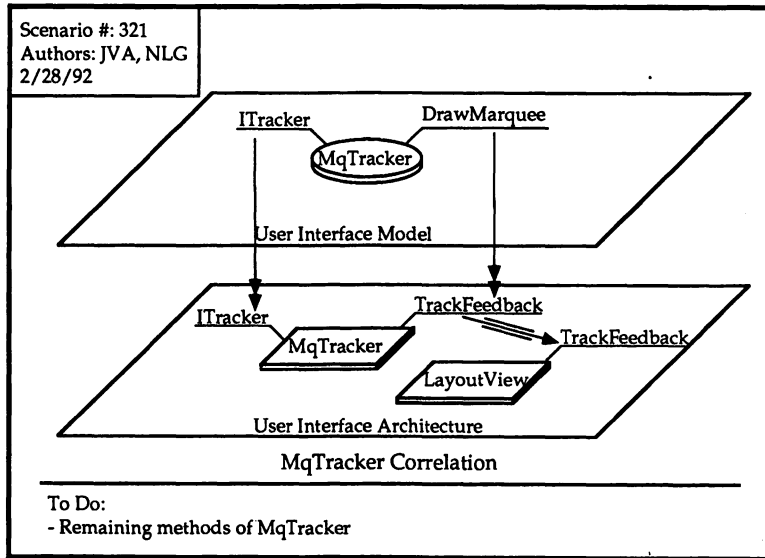 Scenario #: 321
Authors: JVA, NLG
2/28/92
ITracker
DrawMarquee
MqTracker
User Interface Model
ITracker
TrackFeedback
MqTracker
TrackFeedback
LayoutView
User Interface Architecture
MqTracker Correlation
To Do:
- Remaining methods of MqTracker